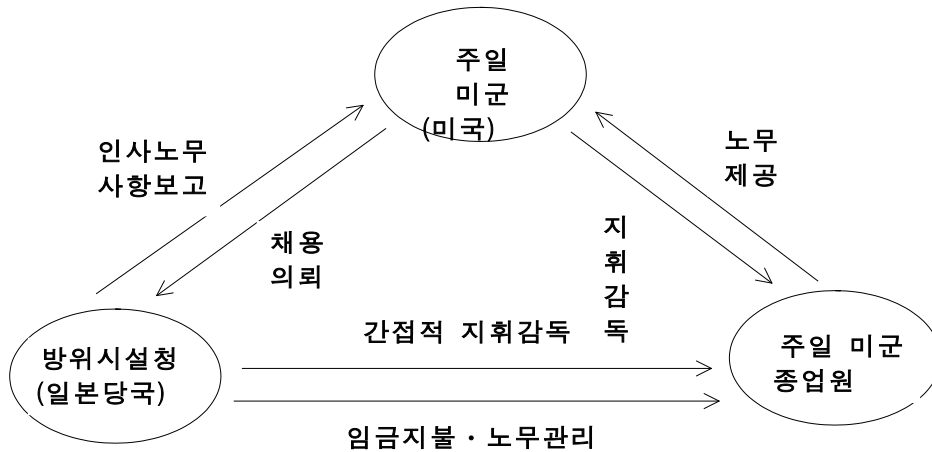 주일
미군
(미국)
인사노무
사항보고
노무
제공
채용
의뢰
지
휘
감
독
간접적 지휘감독
방위시설청
(일본당국)
주일 미군
종업원
임금지불·노무관리